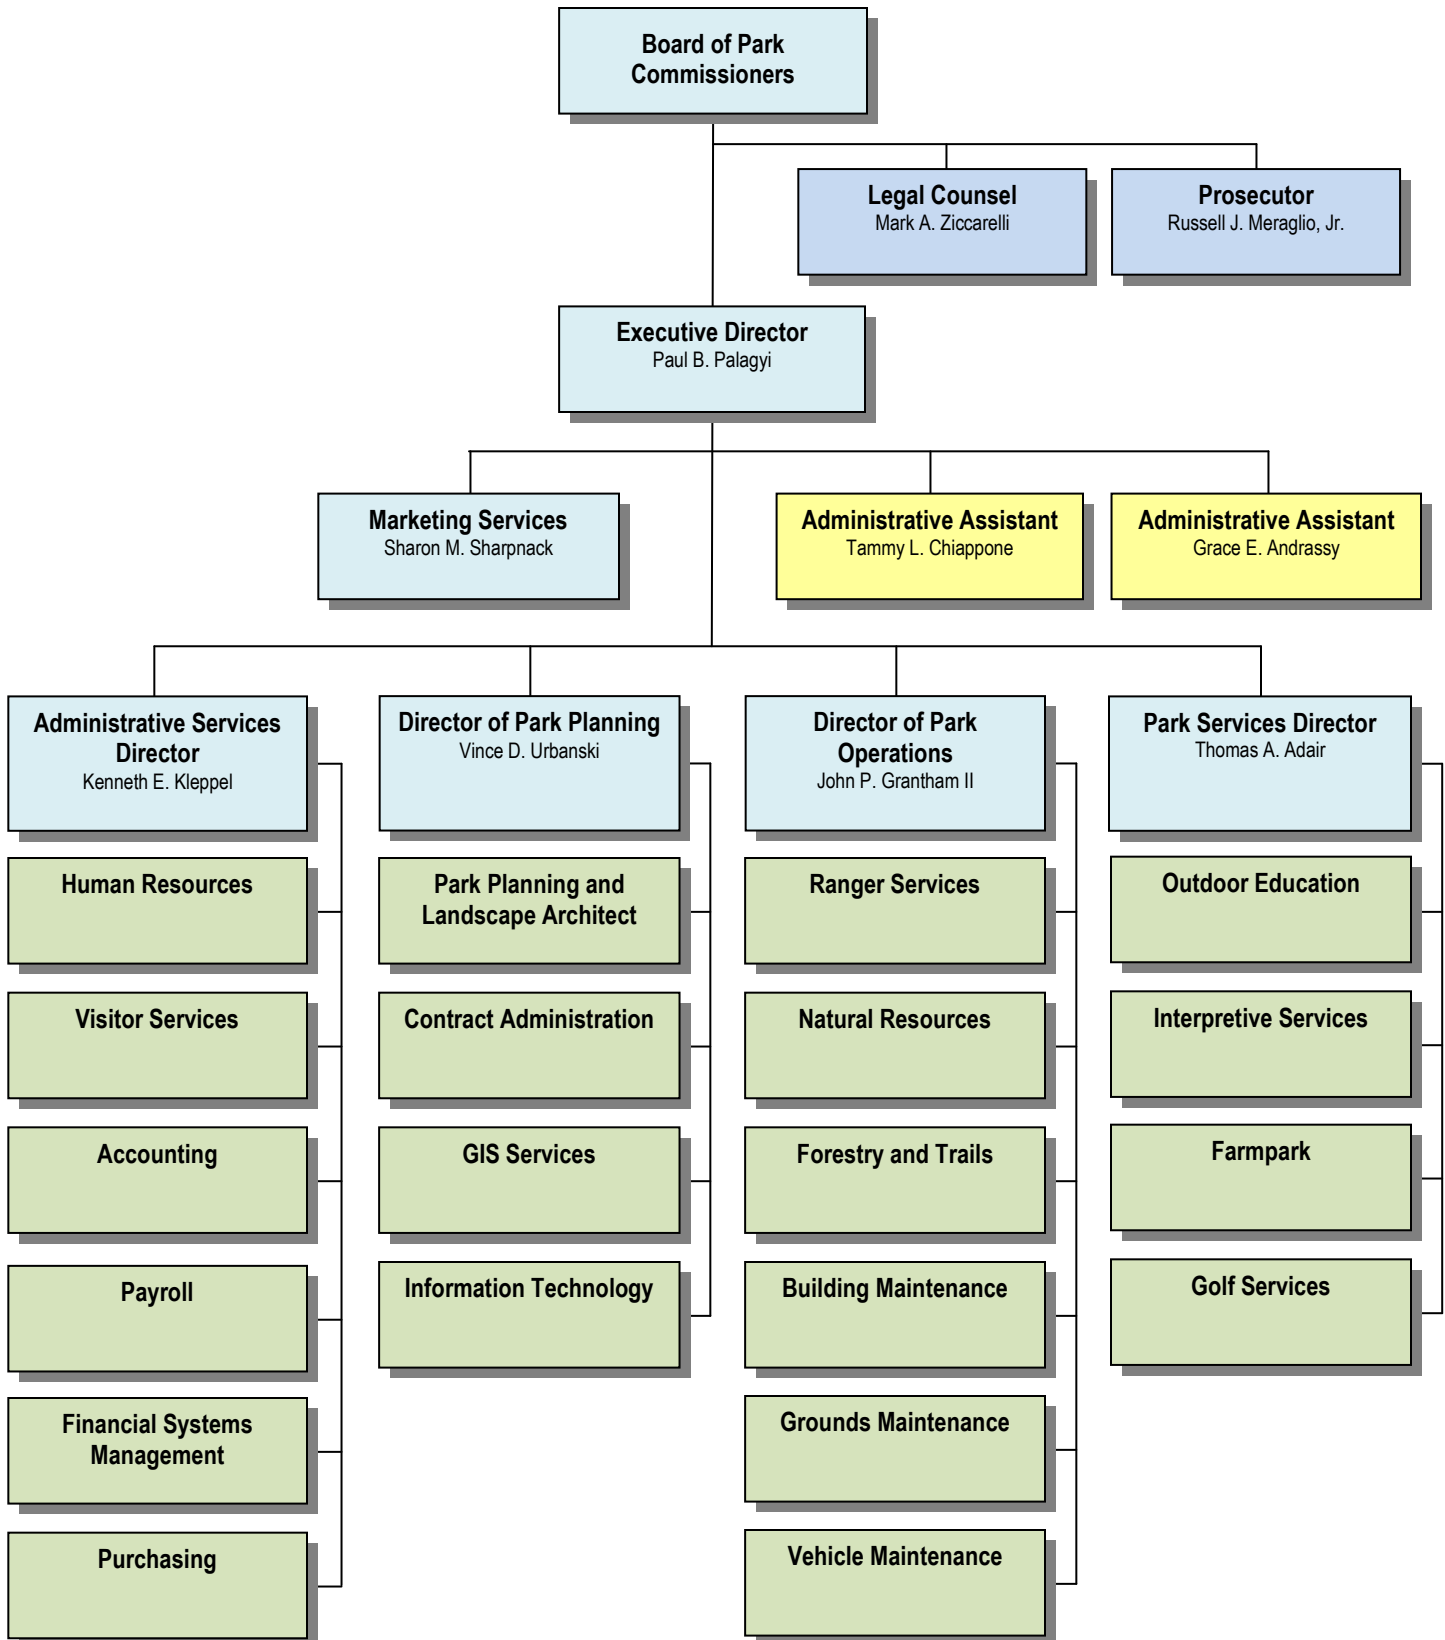 Board of Park
Commissioners
Legal Counsel
Mark A. Ziccarelli
Prosecutor
Russell J. Meraglio, Jr.
Executive Director
Paul B. Palagyi
Marketing Services
Sharon M. Sharpnack
Administrative Assistant
Tammy L. Chiappone
Administrative Assistant
Grace E. Andrassy
Administrative Services
Director
Kenneth E. Kleppel
Human Resources
Visitor Services
Accounting
Payroll
Financial Systems
Management
Purchasing
Director of Park Planning
Vince D. Urbanski
Park Planning and
Landscape Architect
Contract Administration
GIS Services
Information Technology
Director of Park
Operations
John P. Grantham II
Ranger Services
Natural Resources
Forestry and Trails
Building Maintenance
Grounds Maintenance
Vehicle Maintenance
Park Services Director
Thomas A. Adair
Outdoor Education
Interpretive Services
Farmpark
Golf Services